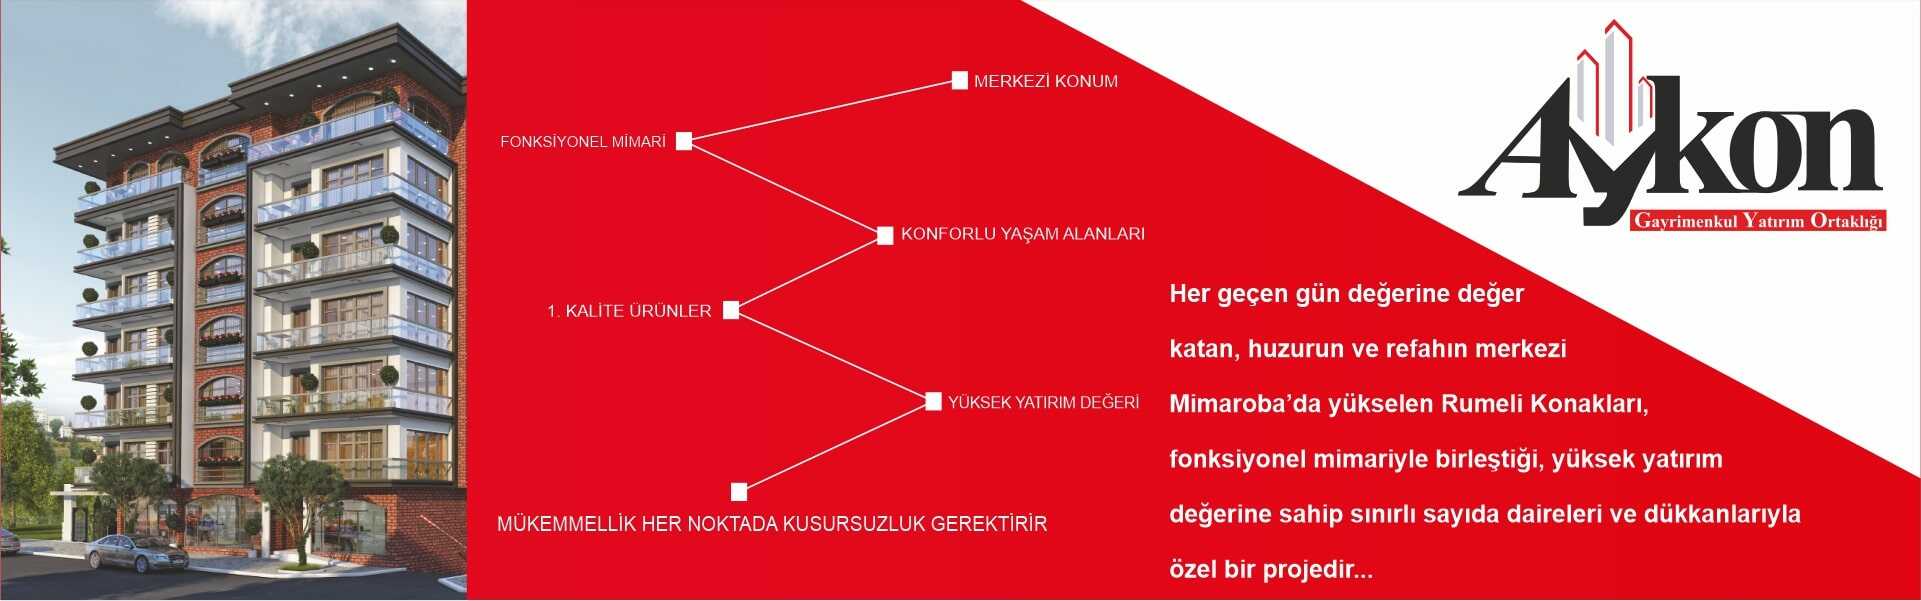 MERKEZİ KONUM
FONKSİYONEL MİMARİ
KONFORLU YAŞAM ALANLARI
1. KALİTE ÜRÜNLER
YÜKSEK YATIRIM DEĞERİ
MÜKEMMELLİK HER NOKTADA KUSURSUZLUK GEREKTİRİR
Aykon
Gayrimenkul Yatırım Ortaklığı
Her geçen gün değerine değer
katan, huzurun ve refahın merkezi
Mimaroba’da yükselen Rumeli Konakları,
fonksiyonel mimariyle birleştiği, yüksek yatırım
değerine sahip sınırlı sayıda daireleri ve dükkanlarıyla
özel bir projedir...